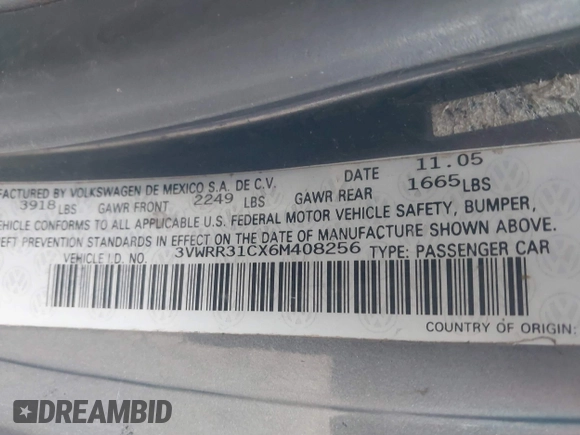 FACTURED BY VOLKSWAGEN DE MEXICO S.A. DE C.V. DATE 11.05
3918 LBS GAWR FRONT 2249 LBS GAWR REAR 1665 LBS
VEHICLE CONFORMS TO ALL APPLICABLE U.S. FEDERAL MOTOR VEHICLE SAFETY, BUMPER,
THEFT PREVENTION STANDARDS IN EFFECT ON THE DATE OF MANUFACTURE SHOWN ABOVE.
VEHICLE I.D. NO. 3VWRR31CX6M408256 TYPE: PASSENGER CAR
COUNTRY OF ORIGIN:
DREAMBID